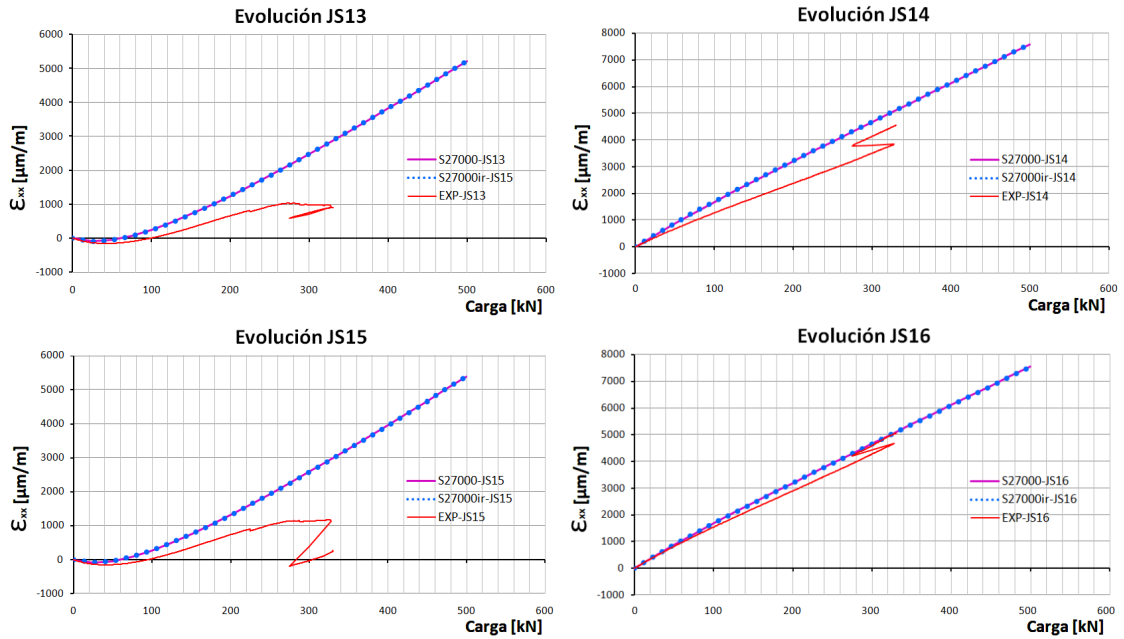 Evolución JS13
6000
5000
4000
3000
2000
1000
0
-1000
0 100 200 300 400 500 600
Ɛxx [µm/m]
Carga [kN]
S27000-JS13
S27000ir-JS15
EXP-JS13
Evolución JS14
8000
7000
6000
5000
4000
3000
2000
1000
0
-1000
0 100 200 300 400 500 600
Ɛxx [µm/m]
Carga [kN]
S27000-JS14
S27000ir-JS14
EXP-JS14
Evolución JS15
6000
5000
4000
3000
2000
1000
0
-1000
0 100 200 300 400 500 600
Ɛxx [µm/m]
Carga [kN]
S27000-JS15
S27000ir-JS15
EXP-JS15
Evolución JS16
8000
7000
6000
5000
4000
3000
2000
1000
0
-1000
0 100 200 300 400 500 600
Ɛxx [µm/m]
Carga [kN]
S27000-JS16
S27000ir-JS16
EXP-JS16